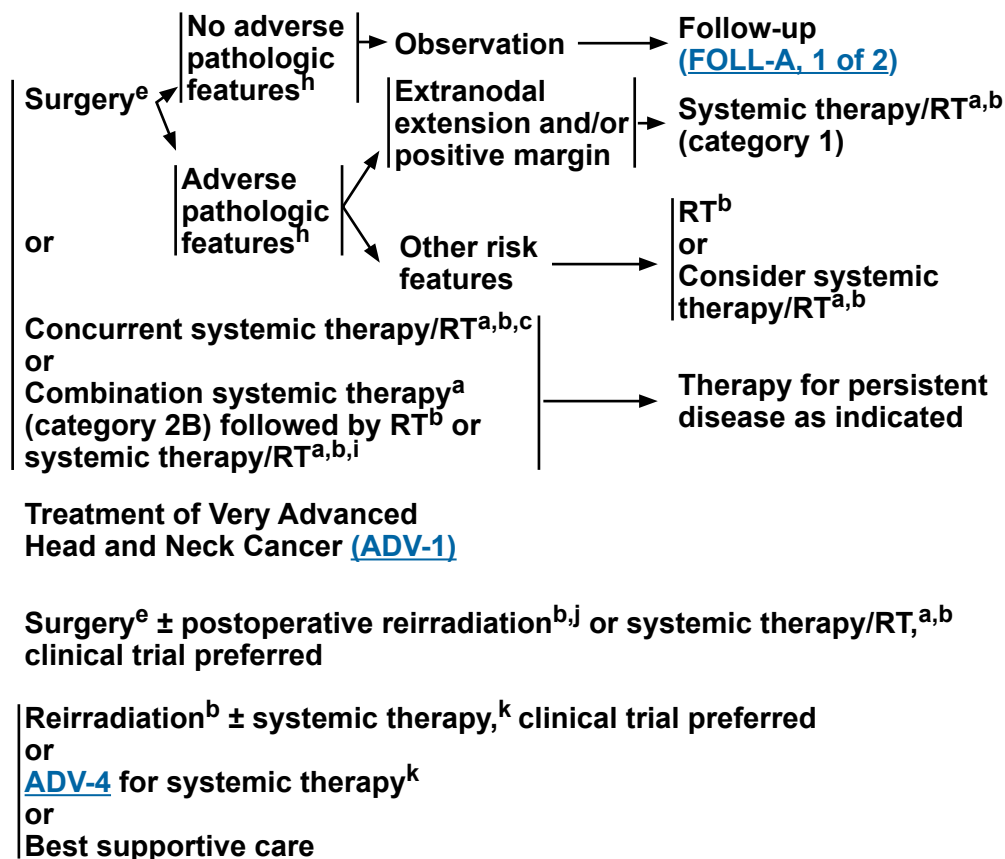 No adverse
pathologic
features^h
Observation
Follow-up
(FOLL-A, 1 of 2)
Surgery^e
Extranodal
extension and/or
positive margin
Systemic therapy/RT^a,b
(category 1)
Adverse
pathologic
features^h
or
Other risk
features
RT^b
or
Consider systemic
therapy/RT^a,b
Concurrent systemic therapy/RT^a,b,c
or
Combination systemic therapy^a
(category 2B) followed by RT^b or
systemic therapy/RT^a,b,i
Therapy for persistent
disease as indicated
Treatment of Very Advanced
Head and Neck Cancer (ADV-1)
Surgery^e ± postoperative reirradiation^b,j or systemic therapy/RT,^a,b
clinical trial preferred
Reirradiation^b ± systemic therapy,^k clinical trial preferred
or
ADV-4 for systemic therapy^k
or
Best supportive care